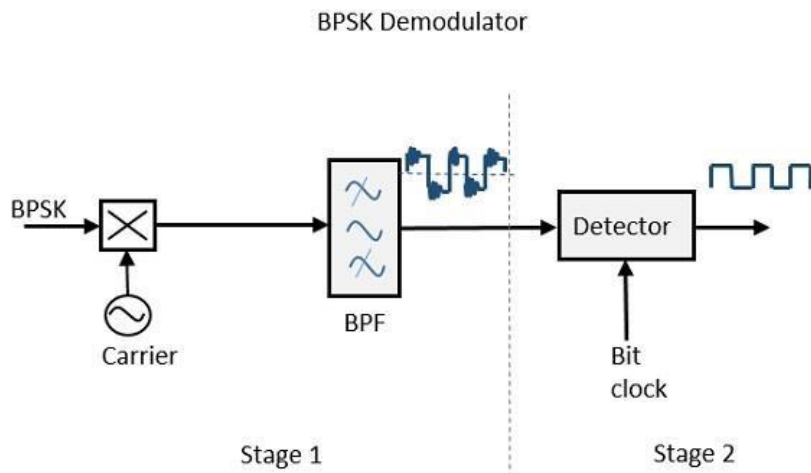 BPSK Demodulator
BPSK
Carrier
BPF
Detector
Bit
clock
Stage 1
Stage 2